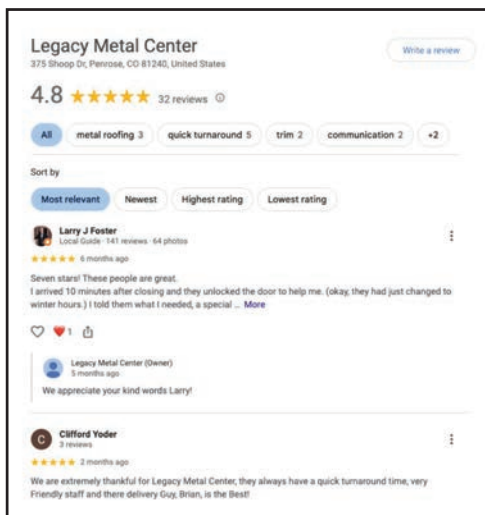 Legacy Metal Center
Write a review
375 Shoop Dr, Penrose, CO 81240, United States
4.8 32 reviews
All metal roofing 3 quick turnaround 5 trim 2 communication 2 +2
Sort by
Most relevant Newest Highest rating Lowest rating
Larry J Foster
Local Guide · 141 reviews · 64 photos
6 months ago
Seven stars! These people are great.
I arrived 10 minutes after closing and they unlocked the door to help me. (okay, they had just changed to
winter hours.) I told them what I needed, a special ... More
1
Legacy Metal Center (Owner)
5 months ago
We appreciate your kind words Larry!
C
Clifford Yoder
3 reviews
2 months ago
We are extremely thankful for Legacy Metal Center, they always have a quick turnaround time, very
Friendly staff and there delivery Guy, Brian, is the Best!